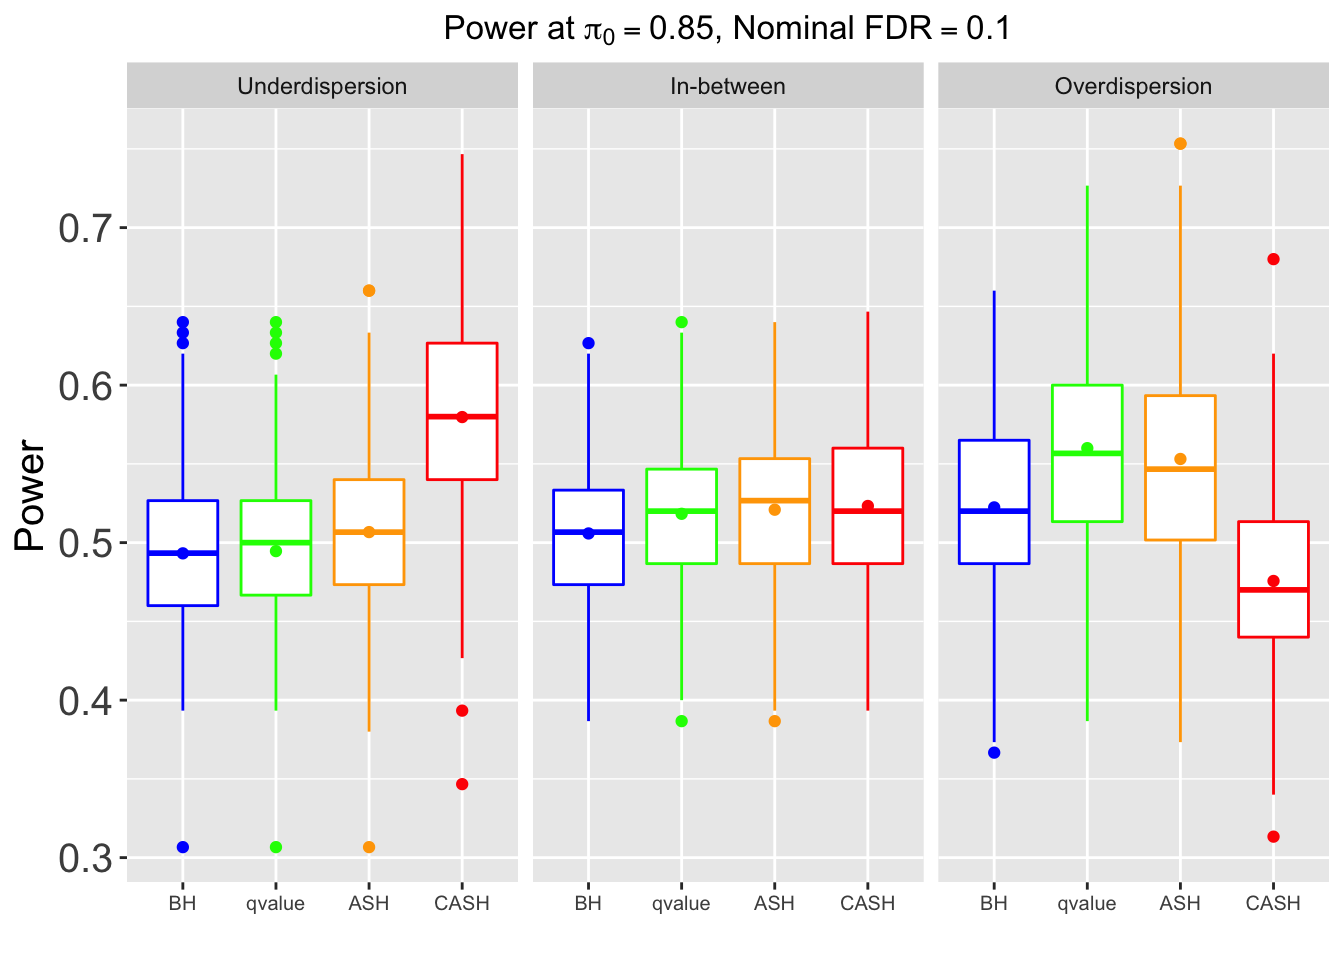 Power at π₀ = 0.85, Nominal FDR = 0.1
Underdispersion In-between Overdispersion
0.7
0.6
0.5
0.4
0.3
Power
BH qvalue ASH CASH BH qvalue ASH CASH BH qvalue ASH CASH